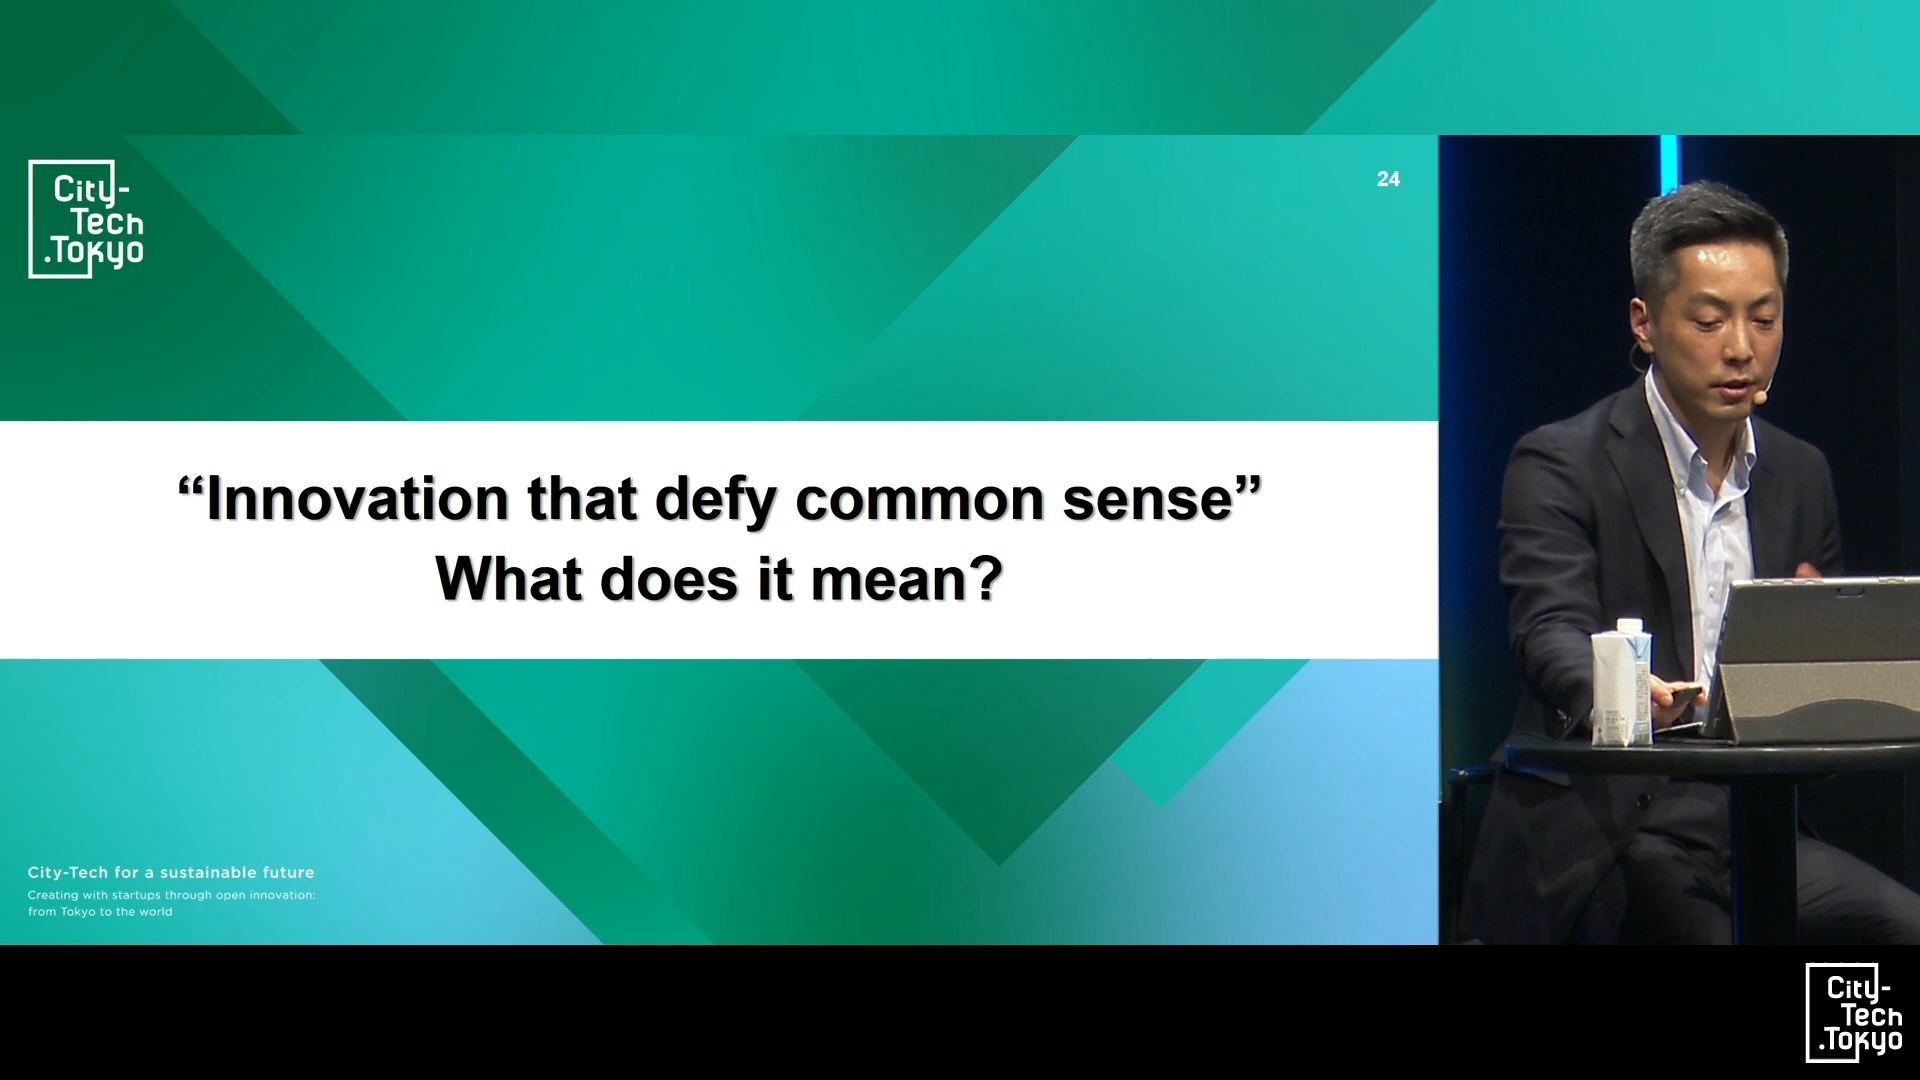 City-
Tech
.Tokyo
24
“Innovation that defy common sense”
What does it mean?
City-Tech for a sustainable future
Creating with startups through open innovation:
from Tokyo to the world
City-
Tech
.Tokyo